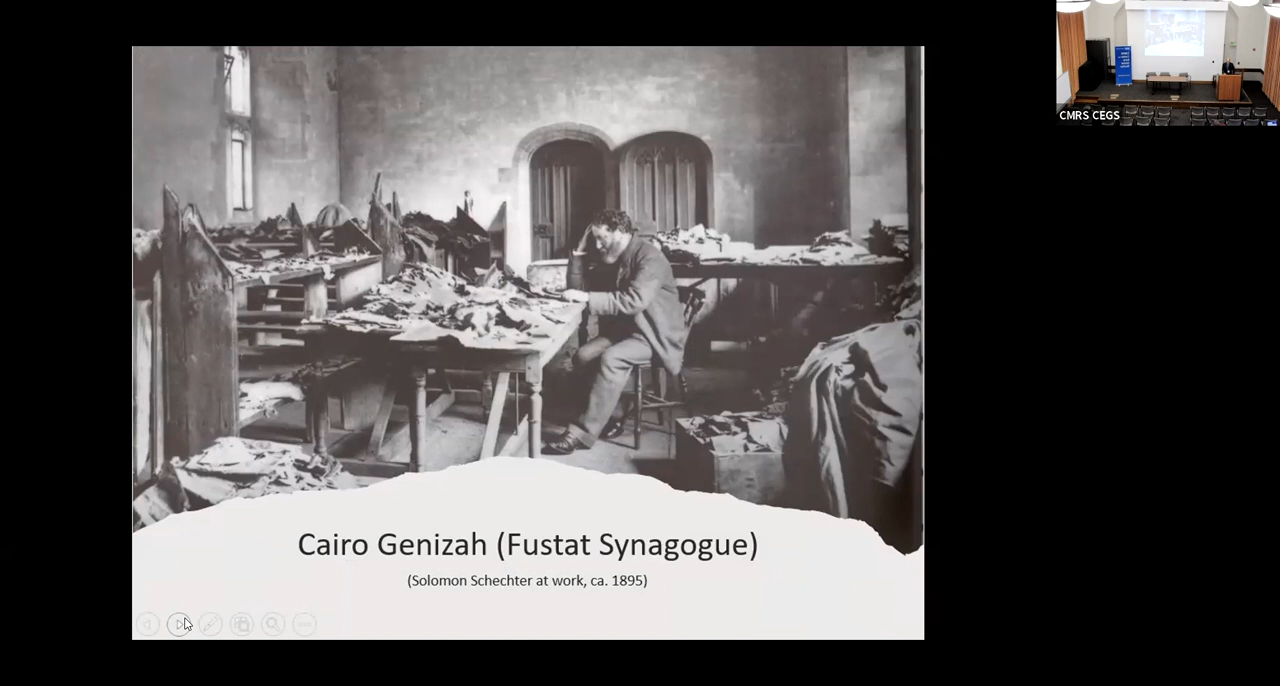 Cairo Genizah (Fustat Synagogue)
(Solomon Schechter at work, ca. 1895)
CMRS CEGS